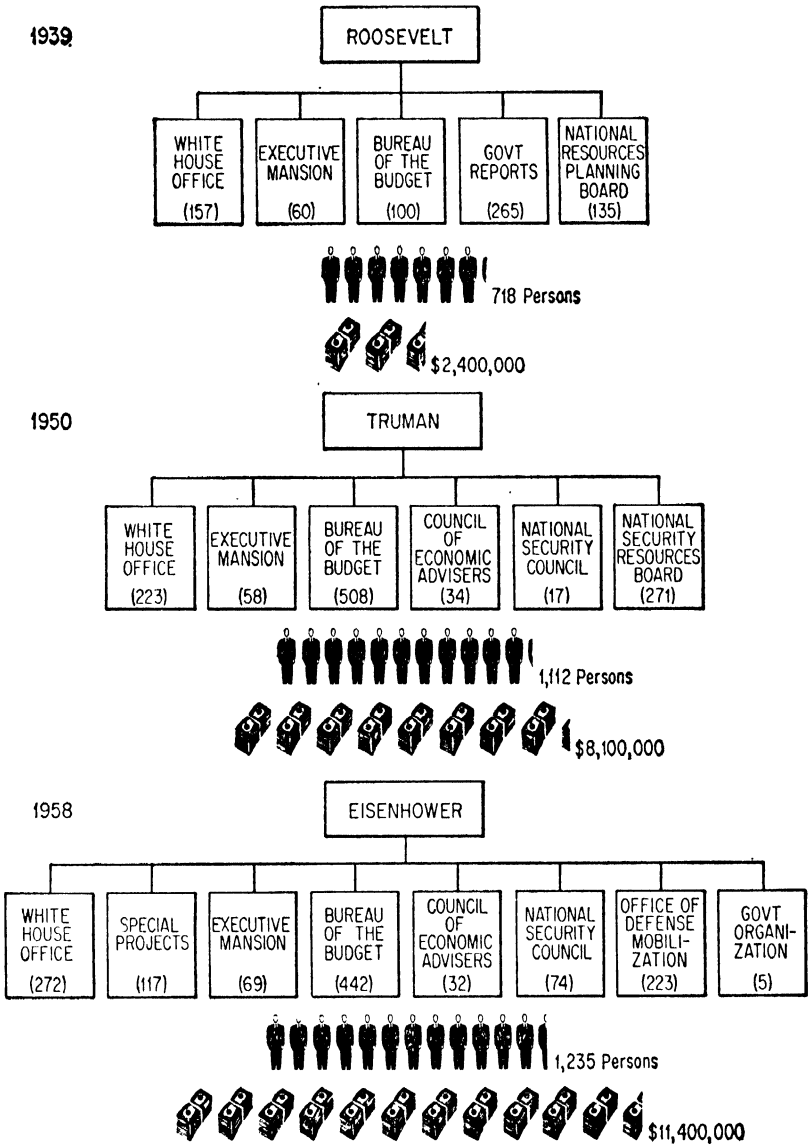 1939
ROOSEVELT
WHITE
HOUSE
OFFICE
(157)
EXECUTIVE
MANSION
(60)
BUREAU
OF THE
BUDGET
(100)
GOVT
REPORTS
(265)
NATIONAL
RESOURCES
PLANNING
BOARD
(135)
718 Persons
$2,400,000
1950
TRUMAN
WHITE
HOUSE
OFFICE
(223)
EXECUTIVE
MANSION
(58)
BUREAU
OF THE
BUDGET
(508)
COUNCIL
OF
ECONOMIC
ADVISERS
(34)
NATIONAL
SECURITY
COUNCIL
(17)
NATIONAL
SECURITY
RESOURCES
BOARD
(271)
1,112 Persons
$8,100,000
1958
EISENHOWER
WHITE
HOUSE
OFFICE
(272)
SPECIAL
PROJECTS
(117)
EXECUTIVE
MANSION
(69)
BUREAU
OF THE
BUDGET
(442)
COUNCIL
OF
ECONOMIC
ADVISERS
(32)
NATIONAL
SECURITY
COUNCIL
(74)
OFFICE OF
DEFENSE
MOBILI-
ZATION
(223)
GOVT
ORGANI-
ZATION
(5)
1,235 Persons
$11,400,000